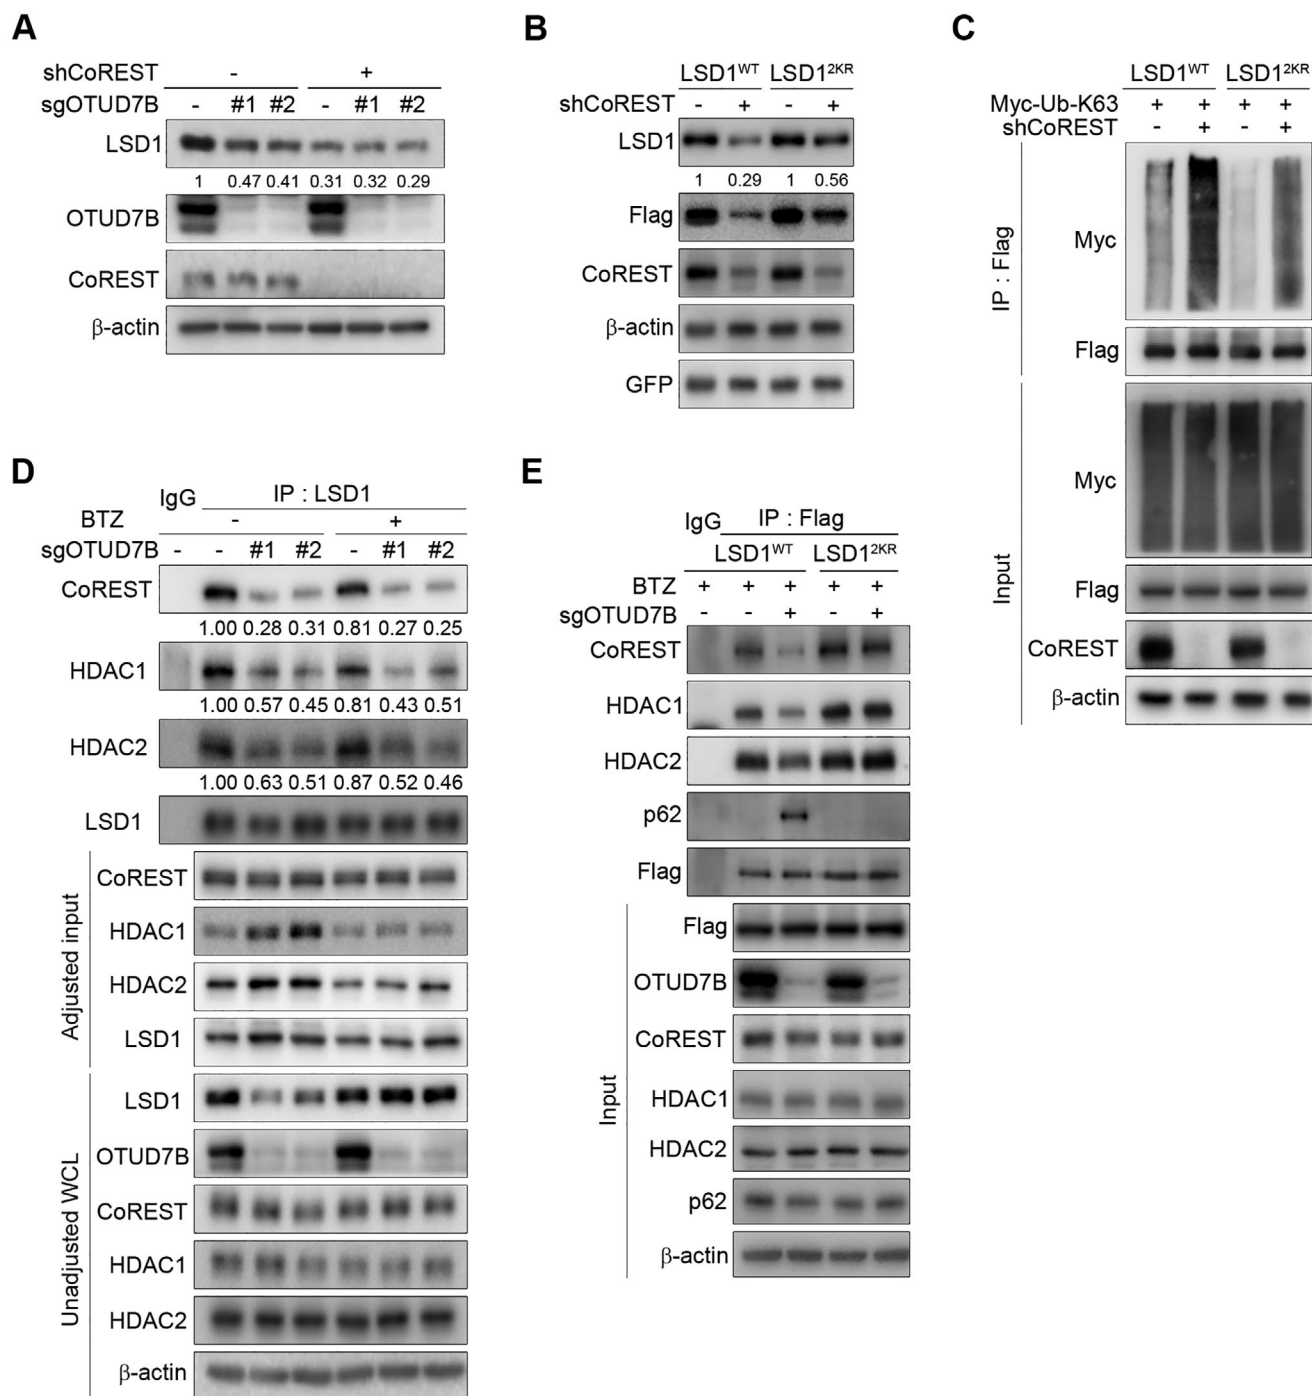 A
shCoREST - +
sgOTUD7B - #1 #2 - #1 #2
LSD1
1 0.47 0.41 0.31 0.32 0.29
OTUD7B
CoREST
β-actin
B
LSD1WT LSD12KR
shCoREST - + - +
LSD1
1 0.29 1 0.56
Flag
CoREST
β-actin
GFP
C
LSD1WT LSD12KR
Myc-Ub-K63 + + + +
shCoREST - + - +
IP : Flag
Myc
Flag
Input
Myc
Flag
CoREST
β-actin
D
IgG IP : LSD1
BTZ - +
sgOTUD7B - - #1 #2 - #1 #2
CoREST
1.00 0.28 0.31 0.81 0.27 0.25
HDAC1
1.00 0.57 0.45 0.81 0.43 0.51
HDAC2
1.00 0.63 0.51 0.87 0.52 0.46
LSD1
Adjusted input
CoREST
HDAC1
HDAC2
LSD1
Unadjusted WCL
LSD1
OTUD7B
CoREST
HDAC1
HDAC2
β-actin
E
IgG IP : Flag
LSD1WT LSD12KR
BTZ + + + + +
sgOTUD7B - - + - +
CoREST
HDAC1
HDAC2
p62
Flag
Input
Flag
OTUD7B
CoREST
HDAC1
HDAC2
p62
β-actin